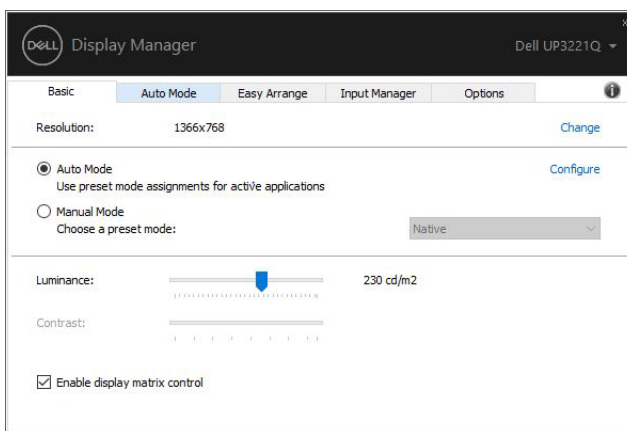 DELL Display Manager Dell UP3221Q
x
Basic Auto Mode Easy Arrange Input Manager Options i
Resolution: 1366x768 Change
Auto Mode Configure
Use preset mode assignments for active applications
Manual Mode
Choose a preset mode: Native
Luminance: 230 cd/m2
Contrast:
Enable display matrix control